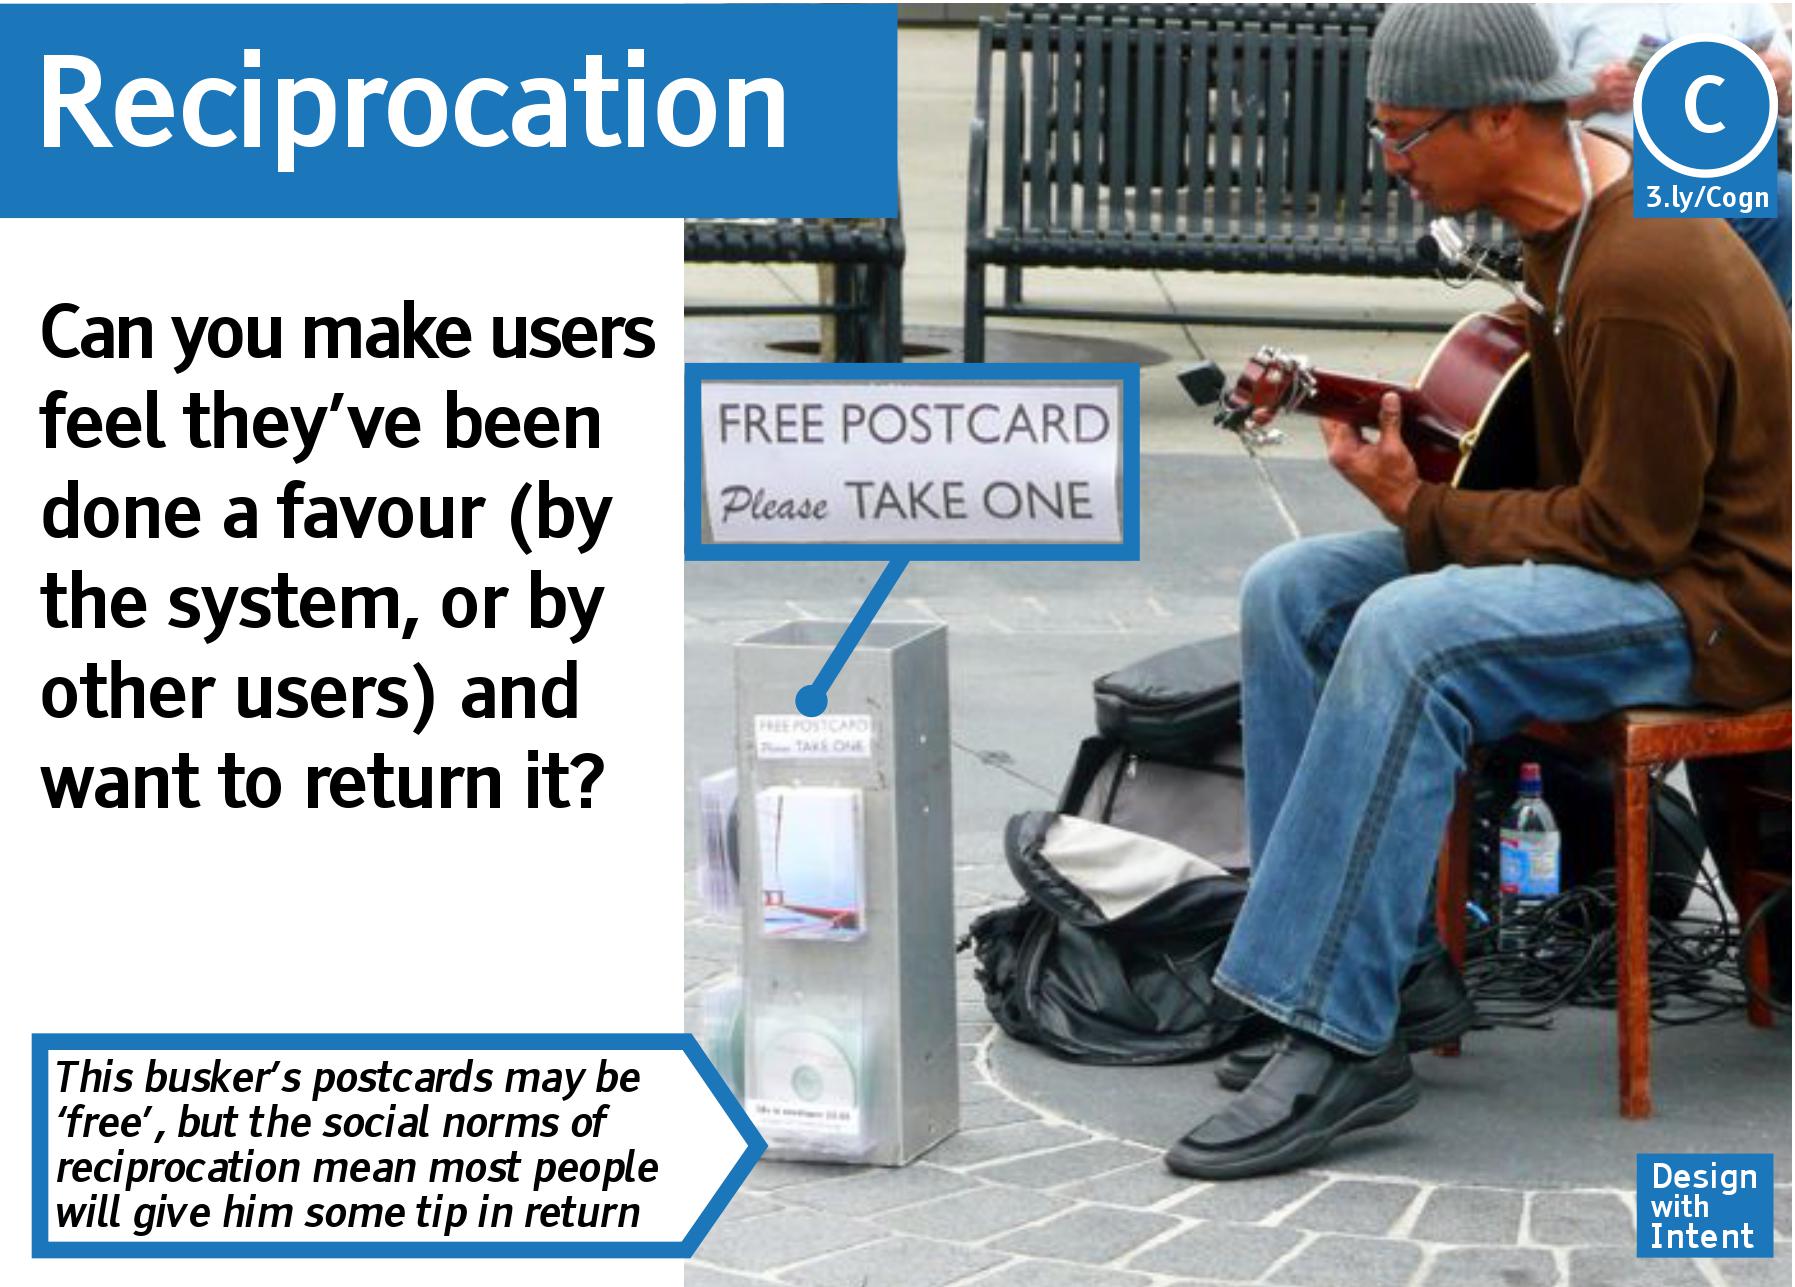 Reciprocation
C
3.ly/Cogn
Can you make users
feel they've been
done a favour (by
the system, or by
other users) and
want to return it?
FREE POSTCARD
Please TAKE ONE
FREE POSTCARD
Please TAKE ONE
This busker's postcards may be
'free', but the social norms of
reciprocation mean most people
will give him some tip in return
Design
with
Intent